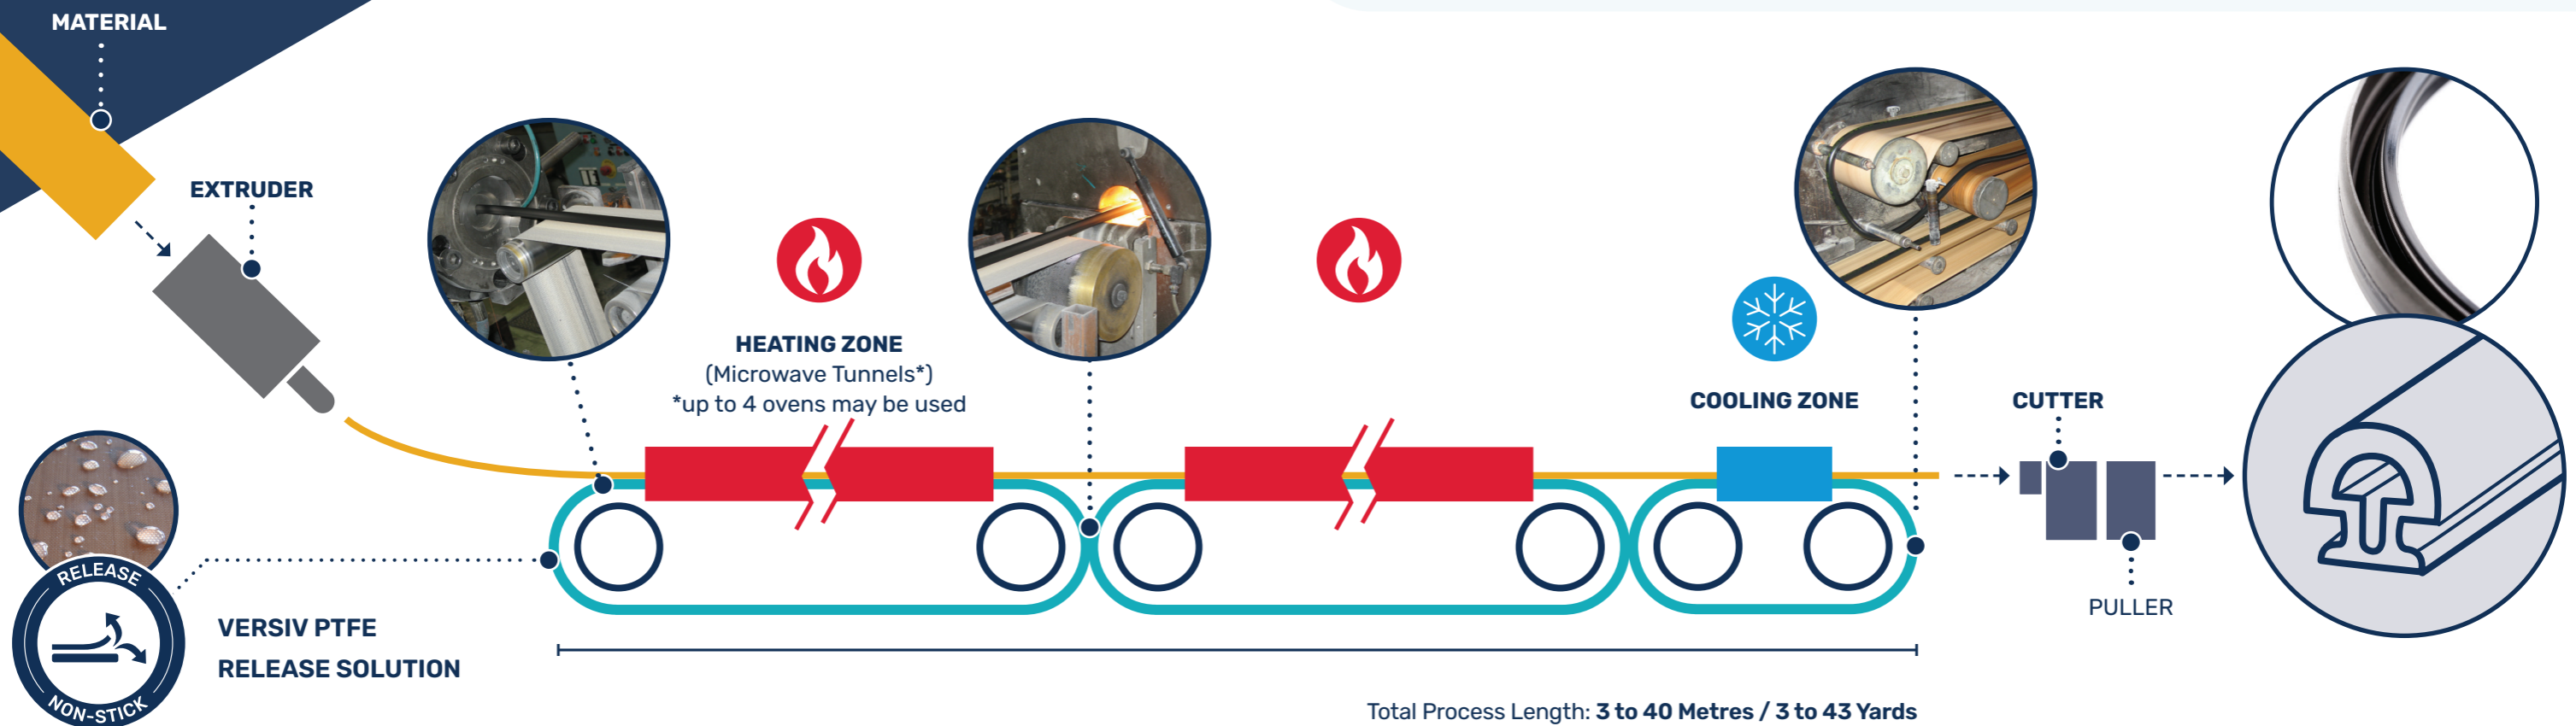 MATERIAL
EXTRUDER
HEATING ZONE
(Microwave Tunnels*)
*up to 4 ovens may be used
COOLING ZONE
CUTTER
PULLER
RELEASE
NON-STICK
VERSIV PTFE
RELEASE SOLUTION
Total Process Length: 3 to 40 Metres / 3 to 43 Yards